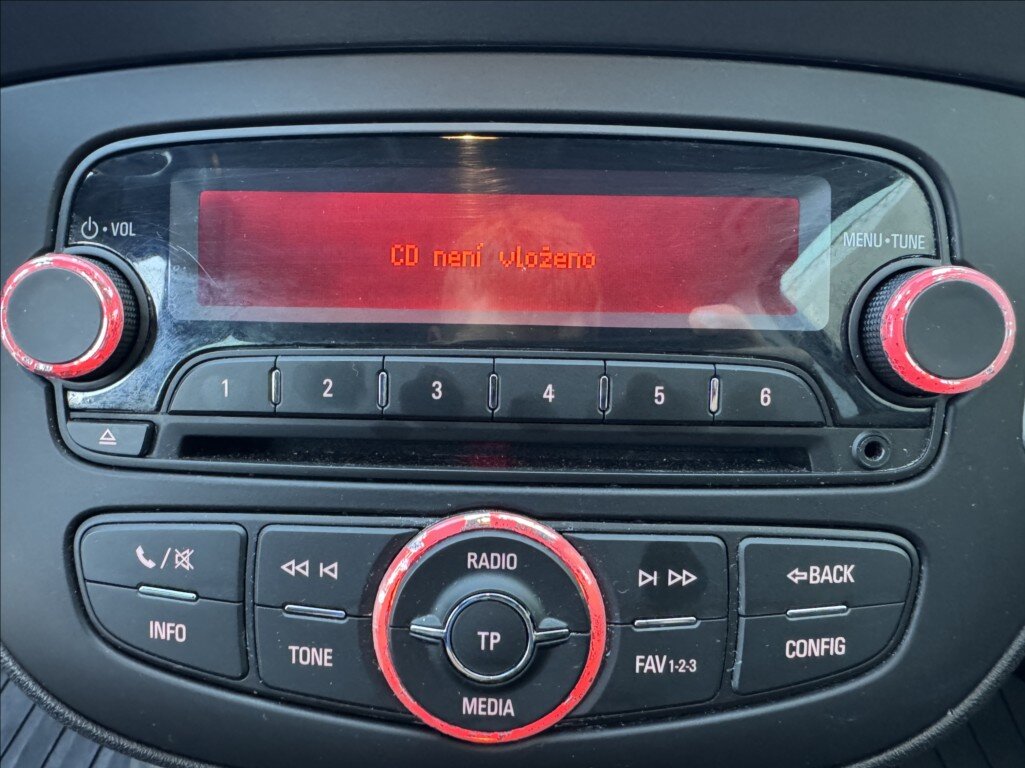 VOL
MENU•TUNE
CD není vloženo
1 2 3 4 5 6
RADIO
BACK
INFO
TONE
TP
FAV 1-2-3
CONFIG
MEDIA